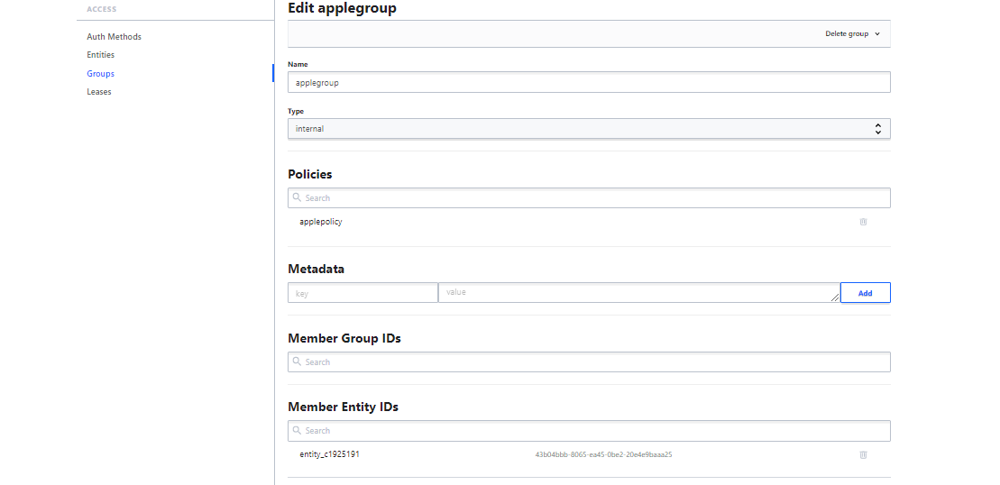 ACCESS
Auth Methods
Entities
Groups
Leases
Edit applegroup
Delete group
Name
applegroup
Type
internal
Policies
Search
applepolicy
Metadata
key
value
Add
Member Group IDs
Search
Member Entity IDs
Search
entity_c1925191 43b04bbb-8065-ea45-0be2-20e4e9baaa25